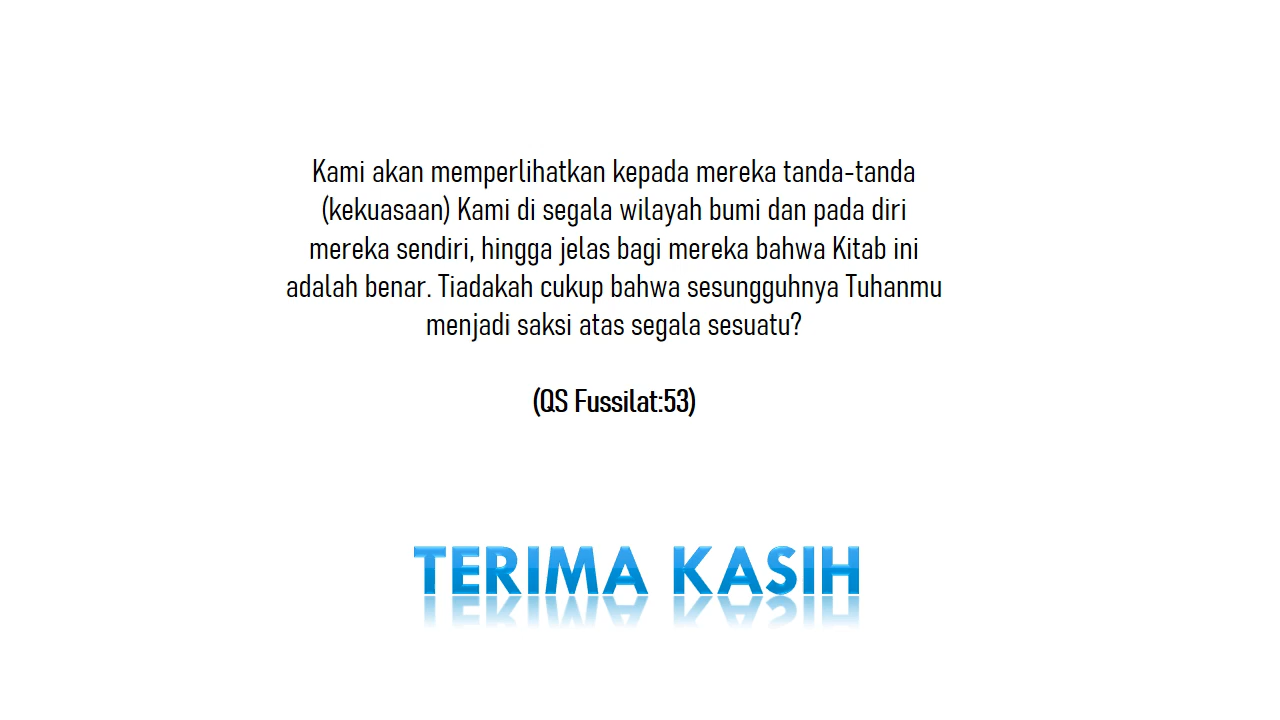 Kami akan memperlihatkan kepada mereka tanda-tanda
(kekuasaan) Kami di segala wilayah bumi dan pada diri
mereka sendiri, hingga jelas bagi mereka bahwa Kitab ini
adalah benar. Tiadakah cukup bahwa sesungguhnya Tuhanmu
menjadi saksi atas segala sesuatu?
(QS Fussilat:53)
TERIMA KASIH